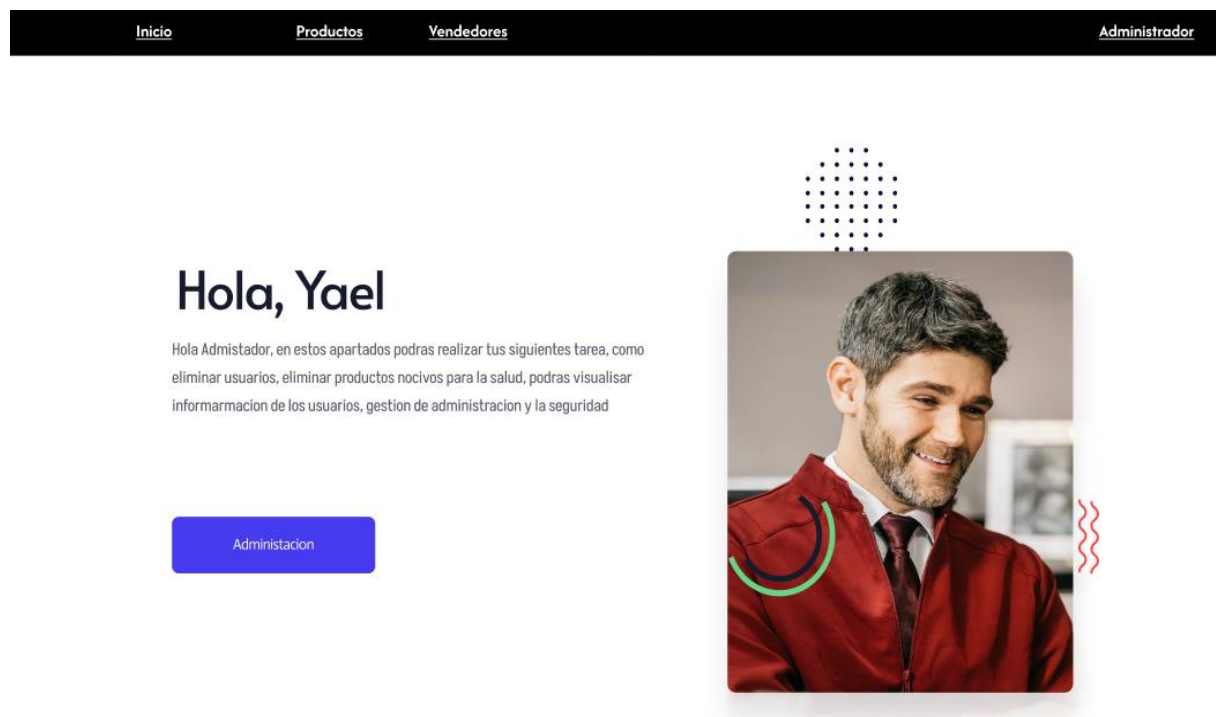 Inicio Productos Vendedores Administrador
Hola, Yael
Hola Admistador, en estos apartados podras realizar tus siguientes tarea, como
eliminar usuarios, eliminar productos nocivos para la salud, podras visualisar
informarmacion de los usuarios, gestion de administracion y la seguridad
Administacion